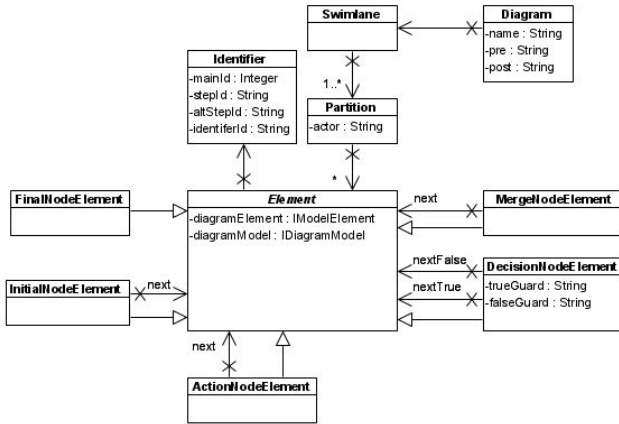 Swimlane
Diagram
-name : String
-pre : String
-post : String
Identifier
-mainId : Integer
-stepId : String
-altStepId : String
-identiferId : String
1..*
Partition
-actor : String
*
FinalNodeElement
Element
-diagramElement : IModelElement
-diagramModel : IDiagramModel
next
MergeNodeElement
InitialNodeElement
next
nextFalse
nextTrue
DecisionNodeElement
-trueGuard : String
-falseGuard : String
next
ActionNodeElement